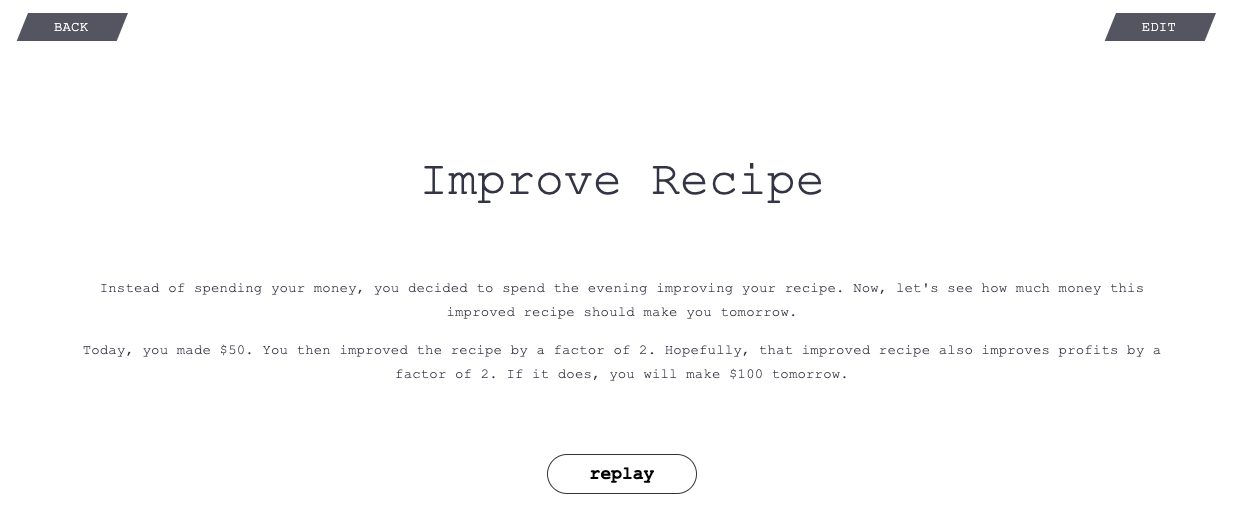 BACK
EDIT
Improve Recipe
Instead of spending your money, you decided to spend the evening improving your recipe. Now, let's see how much money this
improved recipe should make you tomorrow.
Today, you made $50. You then improved the recipe by a factor of 2. Hopefully, that improved recipe also improves profits by a
factor of 2. If it does, you will make $100 tomorrow.
replay